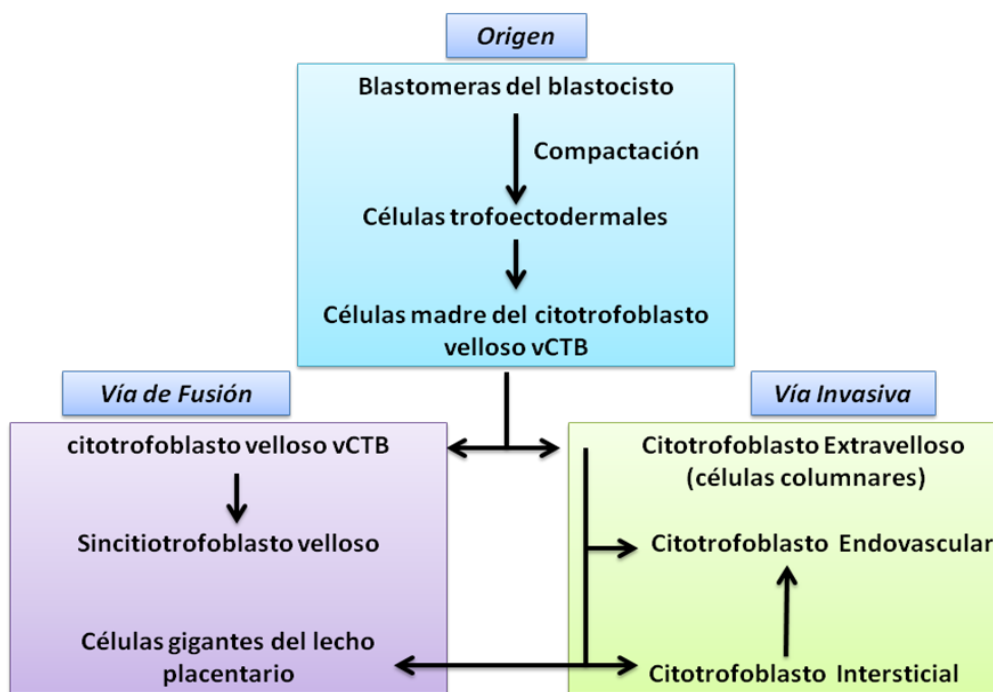 Origen
Blastomeras del blastocisto
Compactación
Células trofoectodermales
Células madre del citotrofoblasto
velloso vCTB
Vía de Fusión
citotrofoblasto velloso vCTB
Sincitiotrofoblasto velloso
Células gigantes del lecho
placentario
Vía Invasiva
Citotrofoblasto Extravelloso
(células columnares)
Citotrofoblasto Endovascular
Citotrofoblasto Intersticial